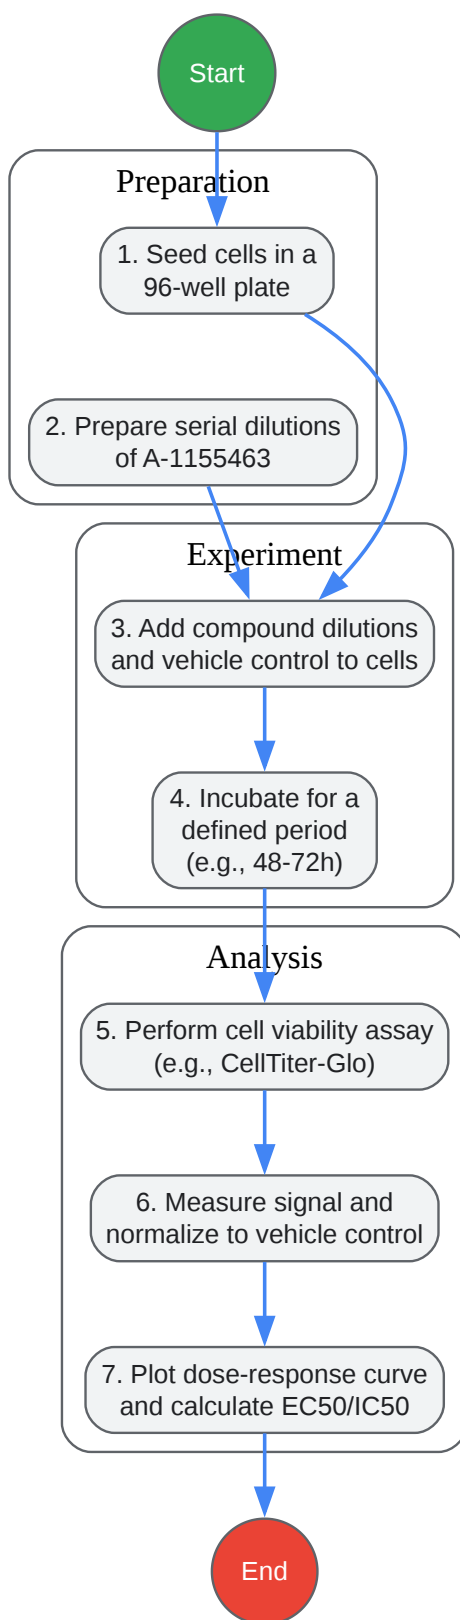 Start
Preparation
1. Seed cells in a
96-well plate
2. Prepare serial dilutions
of A-1155463
Experiment
3. Add compound dilutions
and vehicle control to cells
4. Incubate for a
defined period
(e.g., 48-72h)
Analysis
5. Perform cell viability assay
(e.g., CellTiter-Glo)
6. Measure signal and
normalize to vehicle control
7. Plot dose-response curve
and calculate EC50/IC50
End